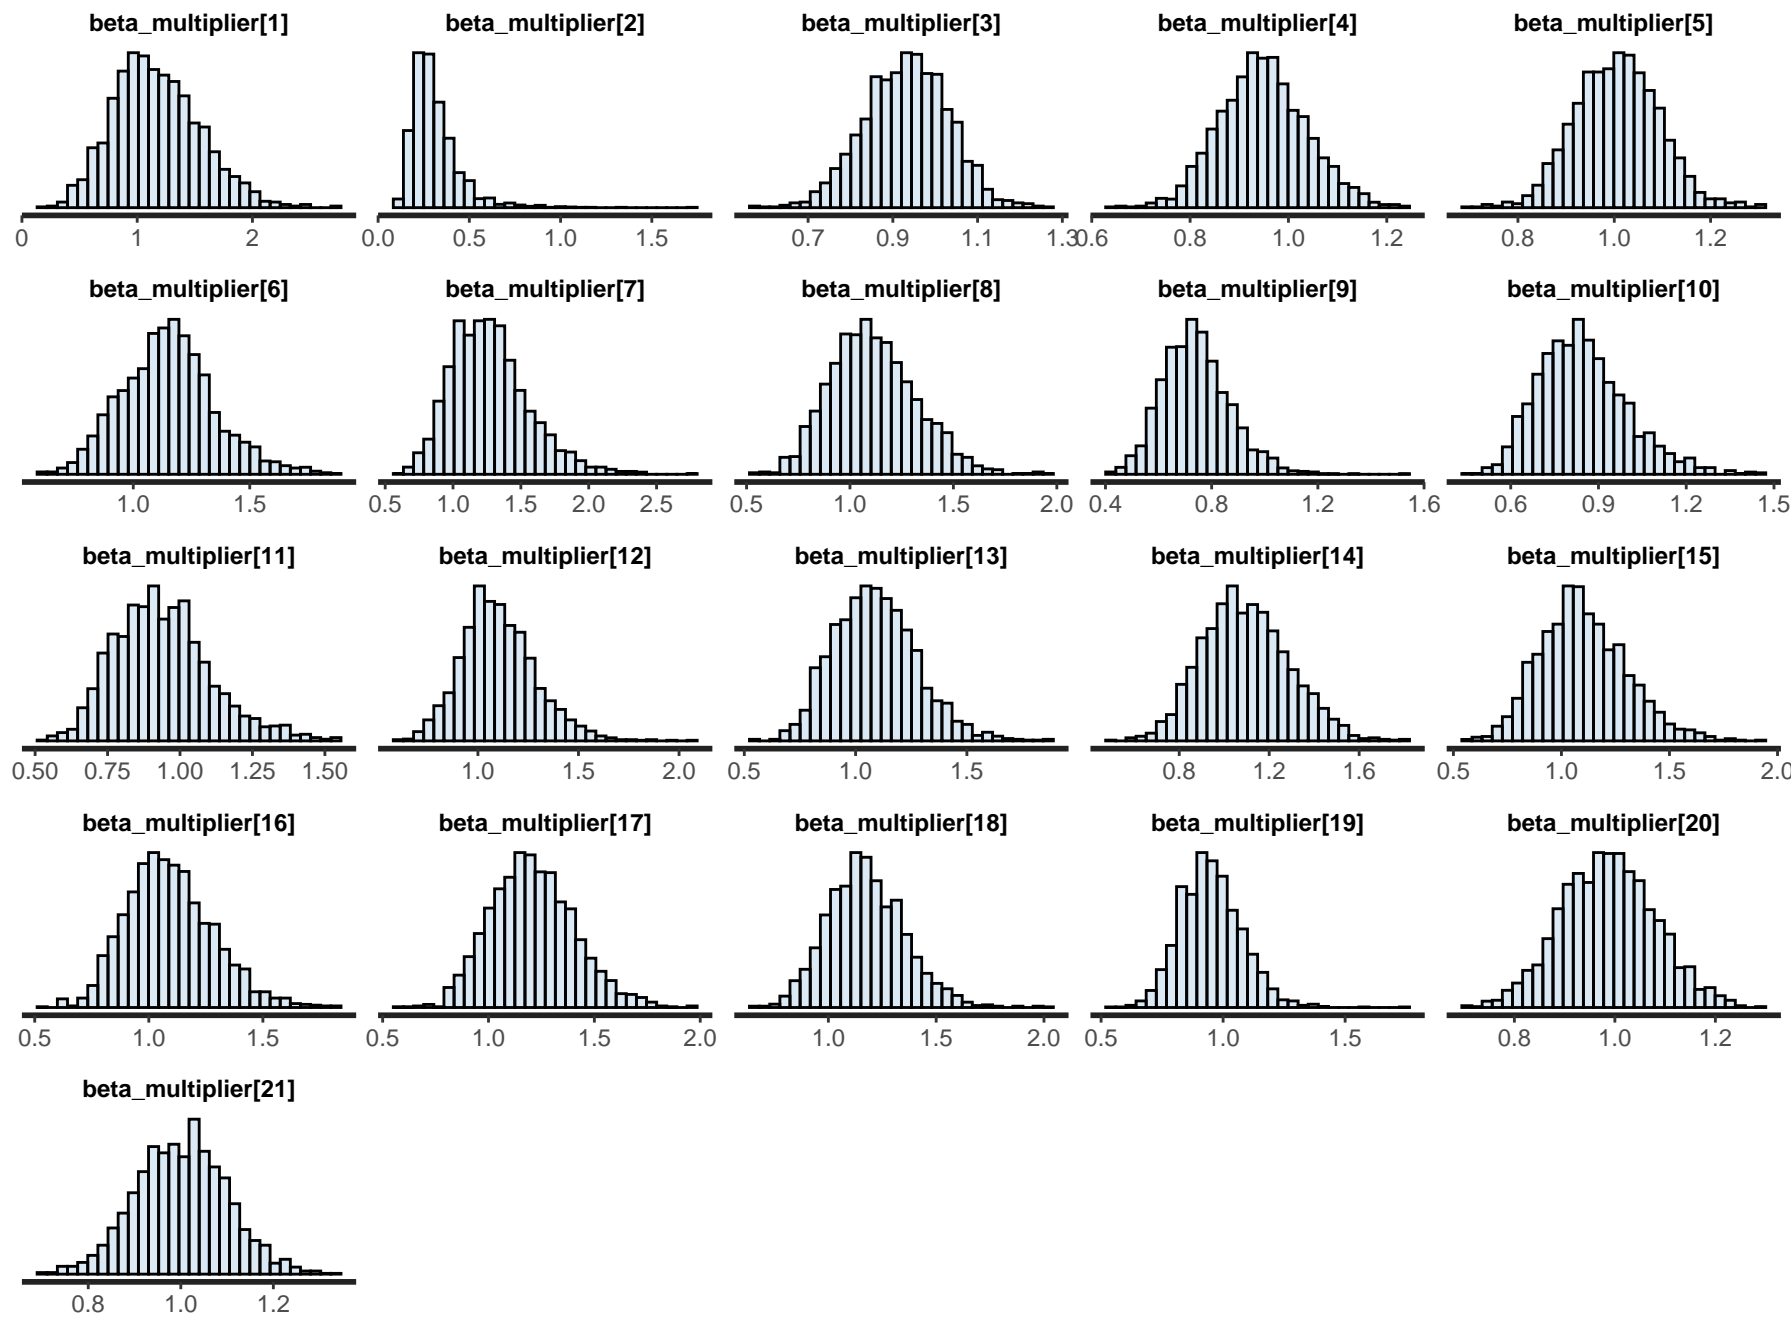 beta_multiplier[1] beta_multiplier[2] beta_multiplier[3] beta_multiplier[4] beta_multiplier[5]
0 1 2 0.0 0.5 1.0 1.5 0.7 0.9 1.1 1.3 0.6 0.8 1.0 1.2 0.8 1.0 1.2
beta_multiplier[6] beta_multiplier[7] beta_multiplier[8] beta_multiplier[9] beta_multiplier[10]
1.0 1.5 0.5 1.0 1.5 2.0 2.5 0.5 1.0 1.5 2.0 0.4 0.8 1.2 1.6 0.6 0.9 1.2 1.5
beta_multiplier[11] beta_multiplier[12] beta_multiplier[13] beta_multiplier[14] beta_multiplier[15]
0.50 0.75 1.00 1.25 1.50 1.0 1.5 2.0 0.5 1.0 1.5 0.8 1.2 1.6 0.5 1.0 1.5 2.0
beta_multiplier[16] beta_multiplier[17] beta_multiplier[18] beta_multiplier[19] beta_multiplier[20]
0.5 1.0 1.5 0.5 1.0 1.5 2.0 1.0 1.5 2.0 0.5 1.0 1.5 0.8 1.0 1.2
beta_multiplier[21]
0.8 1.0 1.2